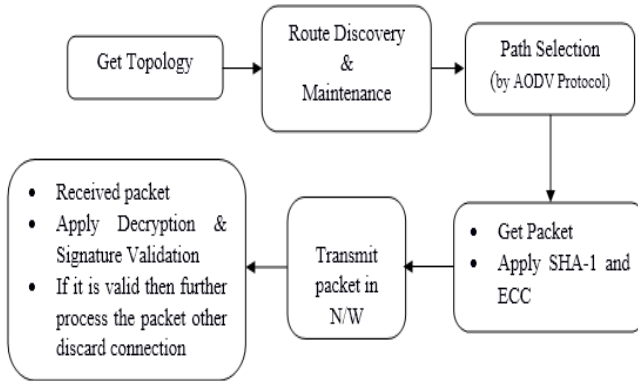 Get Topology
Route Discovery
&
Maintenance
Path Selection
(by AODV Protocol)
• Get Packet
• Apply SHA-1 and
ECC
Transmit
packet in
N/W
• Received packet
• Apply Decryption &
Signature Validation
• If it is valid then further
process the packet other
discard connection